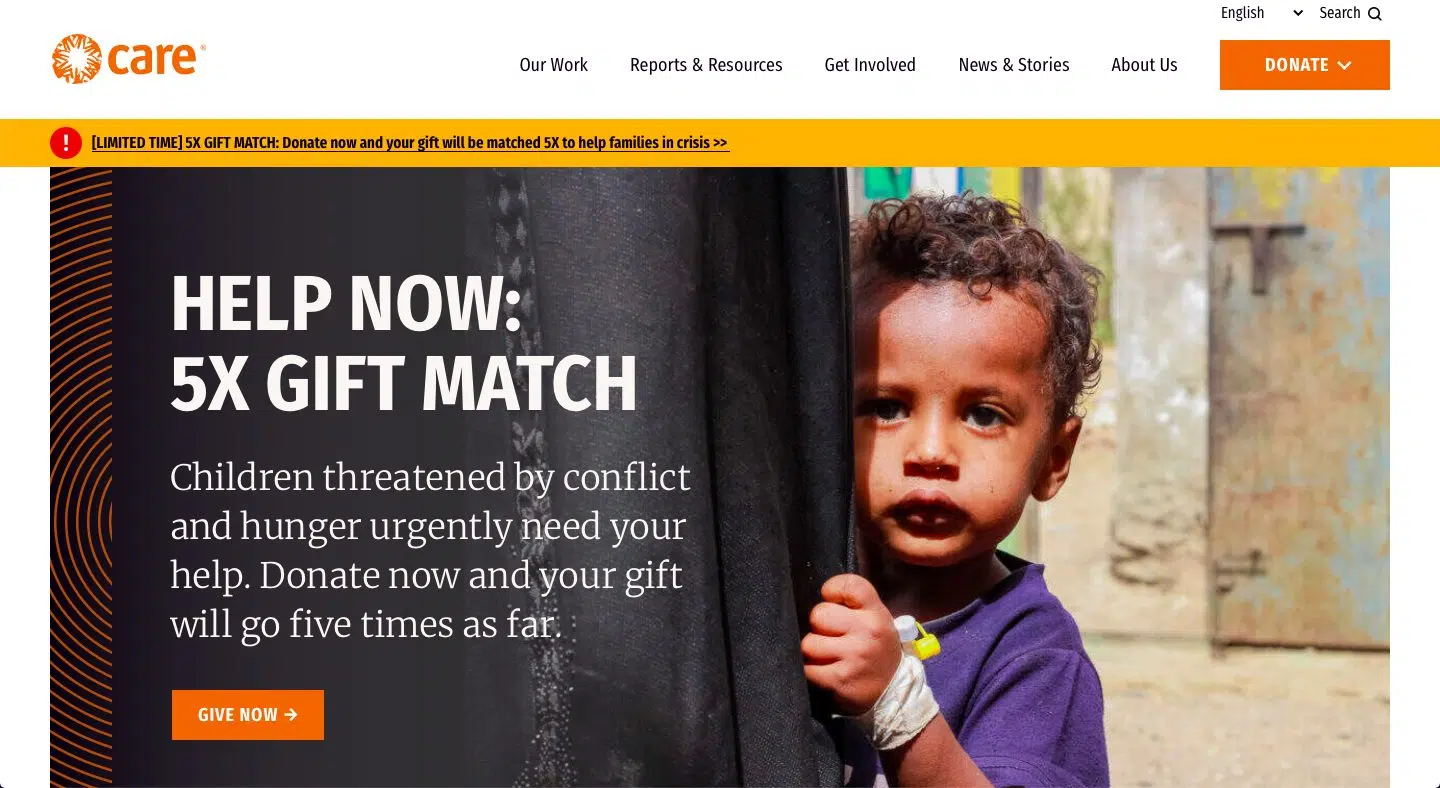 English
Search
care®
Our Work
Reports & Resources
Get Involved
News & Stories
About Us
DONATE
[LIMITED TIME] 5X GIFT MATCH: Donate now and your gift will be matched 5X to help families in crisis >>
HELP NOW:
5X GIFT MATCH
Children threatened by conflict
and hunger urgently need your
help. Donate now and your gift
will go five times as far.
GIVE NOW →